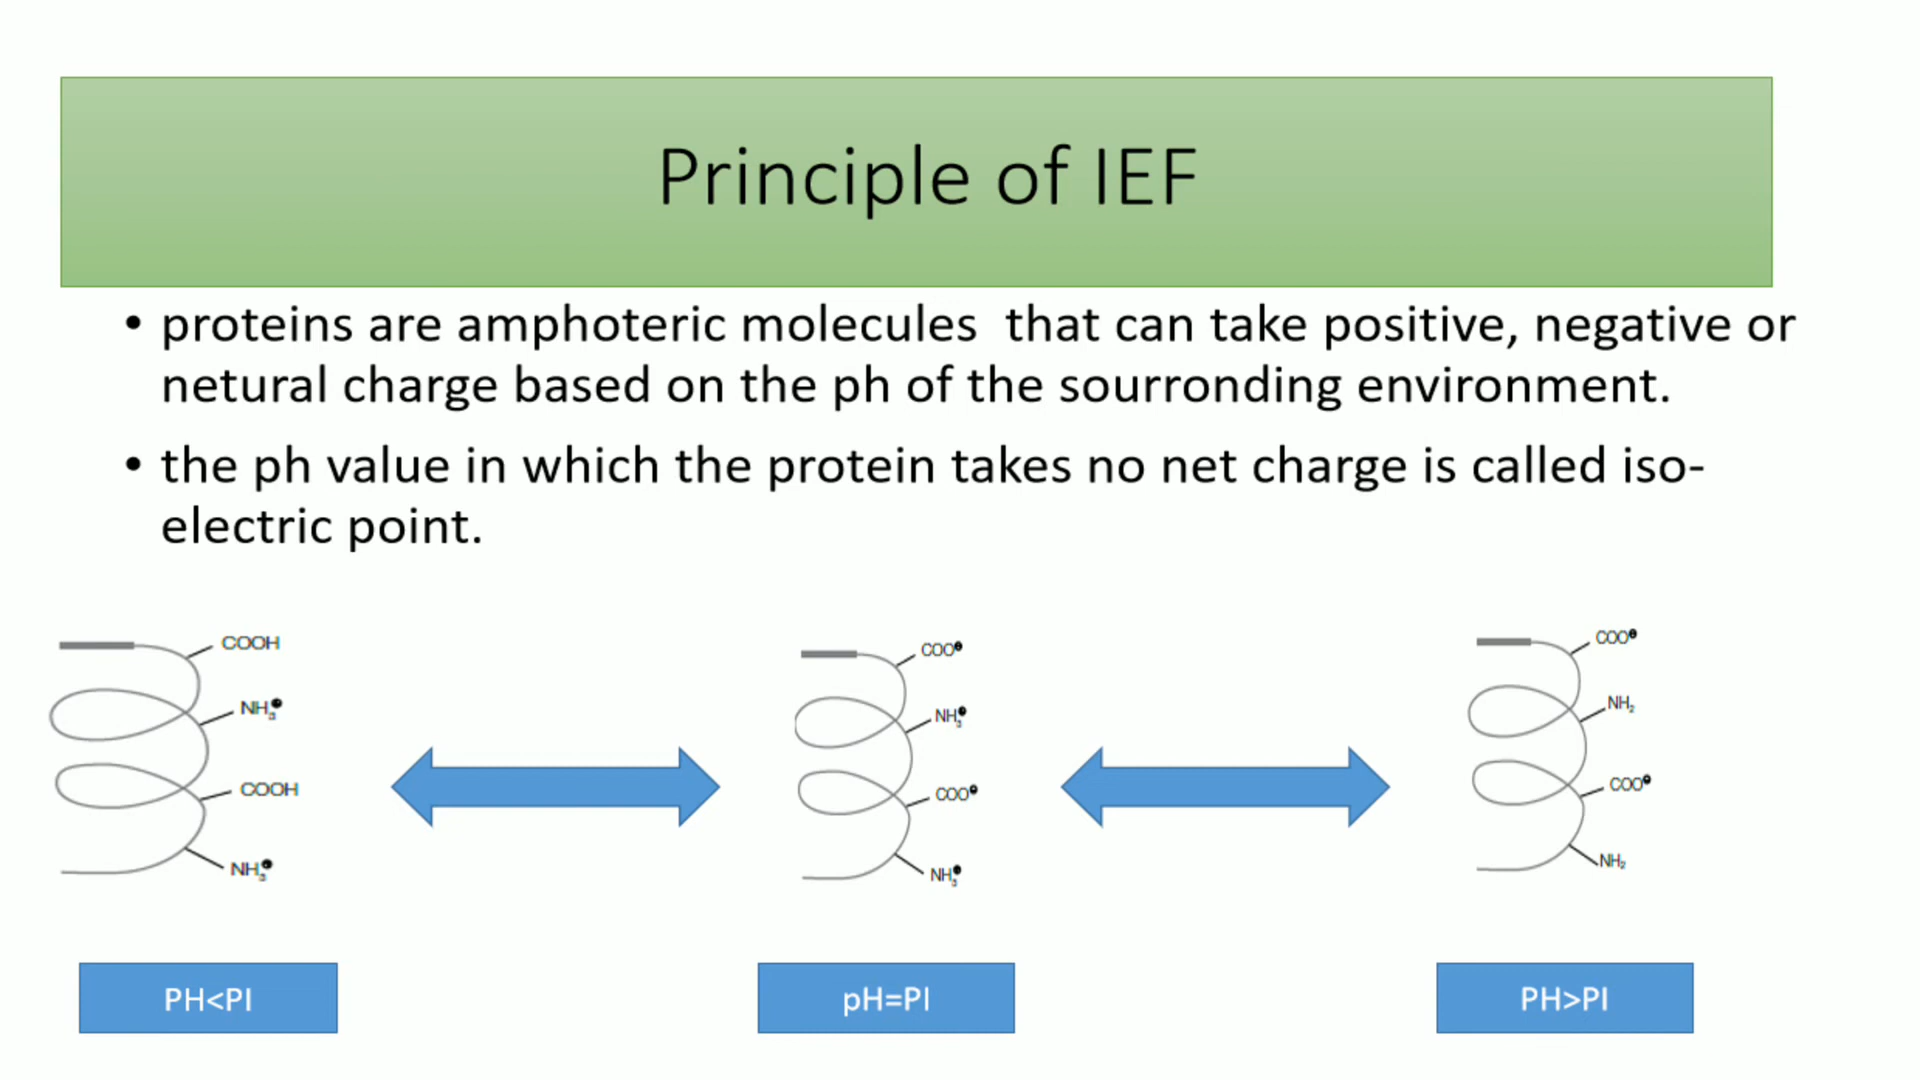 Principle of IEF
• proteins are amphoteric molecules  that can take positive, negative or
netural charge based on the ph of the sourronding environment.
• the ph value in which the protein takes no net charge is called iso-
electric point.
COOH
NH₃
COOH
NH₃
COO
NH₃
COO
NH₃
COO
NH₂
COO
NH₂
PH<PI
pH=PI
PH>PI